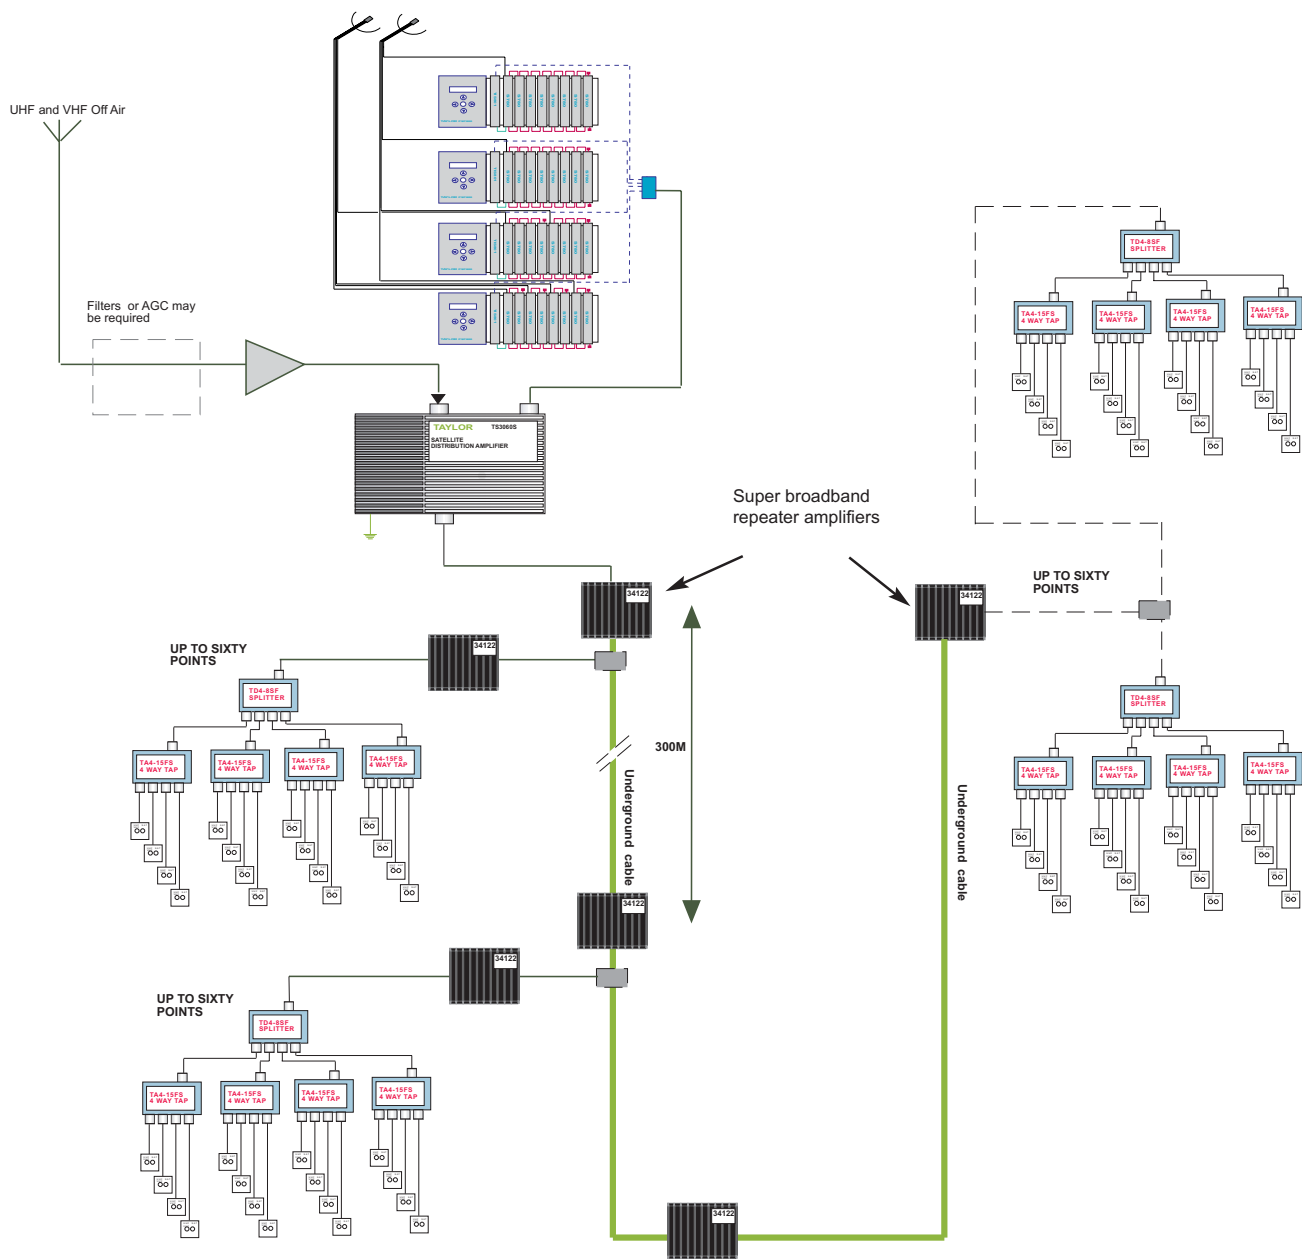 UHF and VHF Off Air
Filters or AGC may
be required
TAYLOR TS3060S
SATELLITE
DISTRIBUTION AMPLIFIER
Super broadband
repeater amplifiers
34122
34122
UP TO SIXTY
POINTS
34122
UP TO SIXTY
POINTS
300M
Underground cable
Underground cable
34122
34122
UP TO SIXTY
POINTS
34122
TD4-8SF
SPLITTER
TA4-15FS
4 WAY TAP
TA4-15FS
4 WAY TAP
TA4-15FS
4 WAY TAP
TA4-15FS
4 WAY TAP
TD4-8SF
SPLITTER
TA4-15FS
4 WAY TAP
TA4-15FS
4 WAY TAP
TA4-15FS
4 WAY TAP
TA4-15FS
4 WAY TAP
TD4-8SF
SPLITTER
TA4-15FS
4 WAY TAP
TA4-15FS
4 WAY TAP
TA4-15FS
4 WAY TAP
TA4-15FS
4 WAY TAP
TD4-8SF
SPLITTER
TA4-15FS
4 WAY TAP
TA4-15FS
4 WAY TAP
TA4-15FS
4 WAY TAP
TA4-15FS
4 WAY TAP